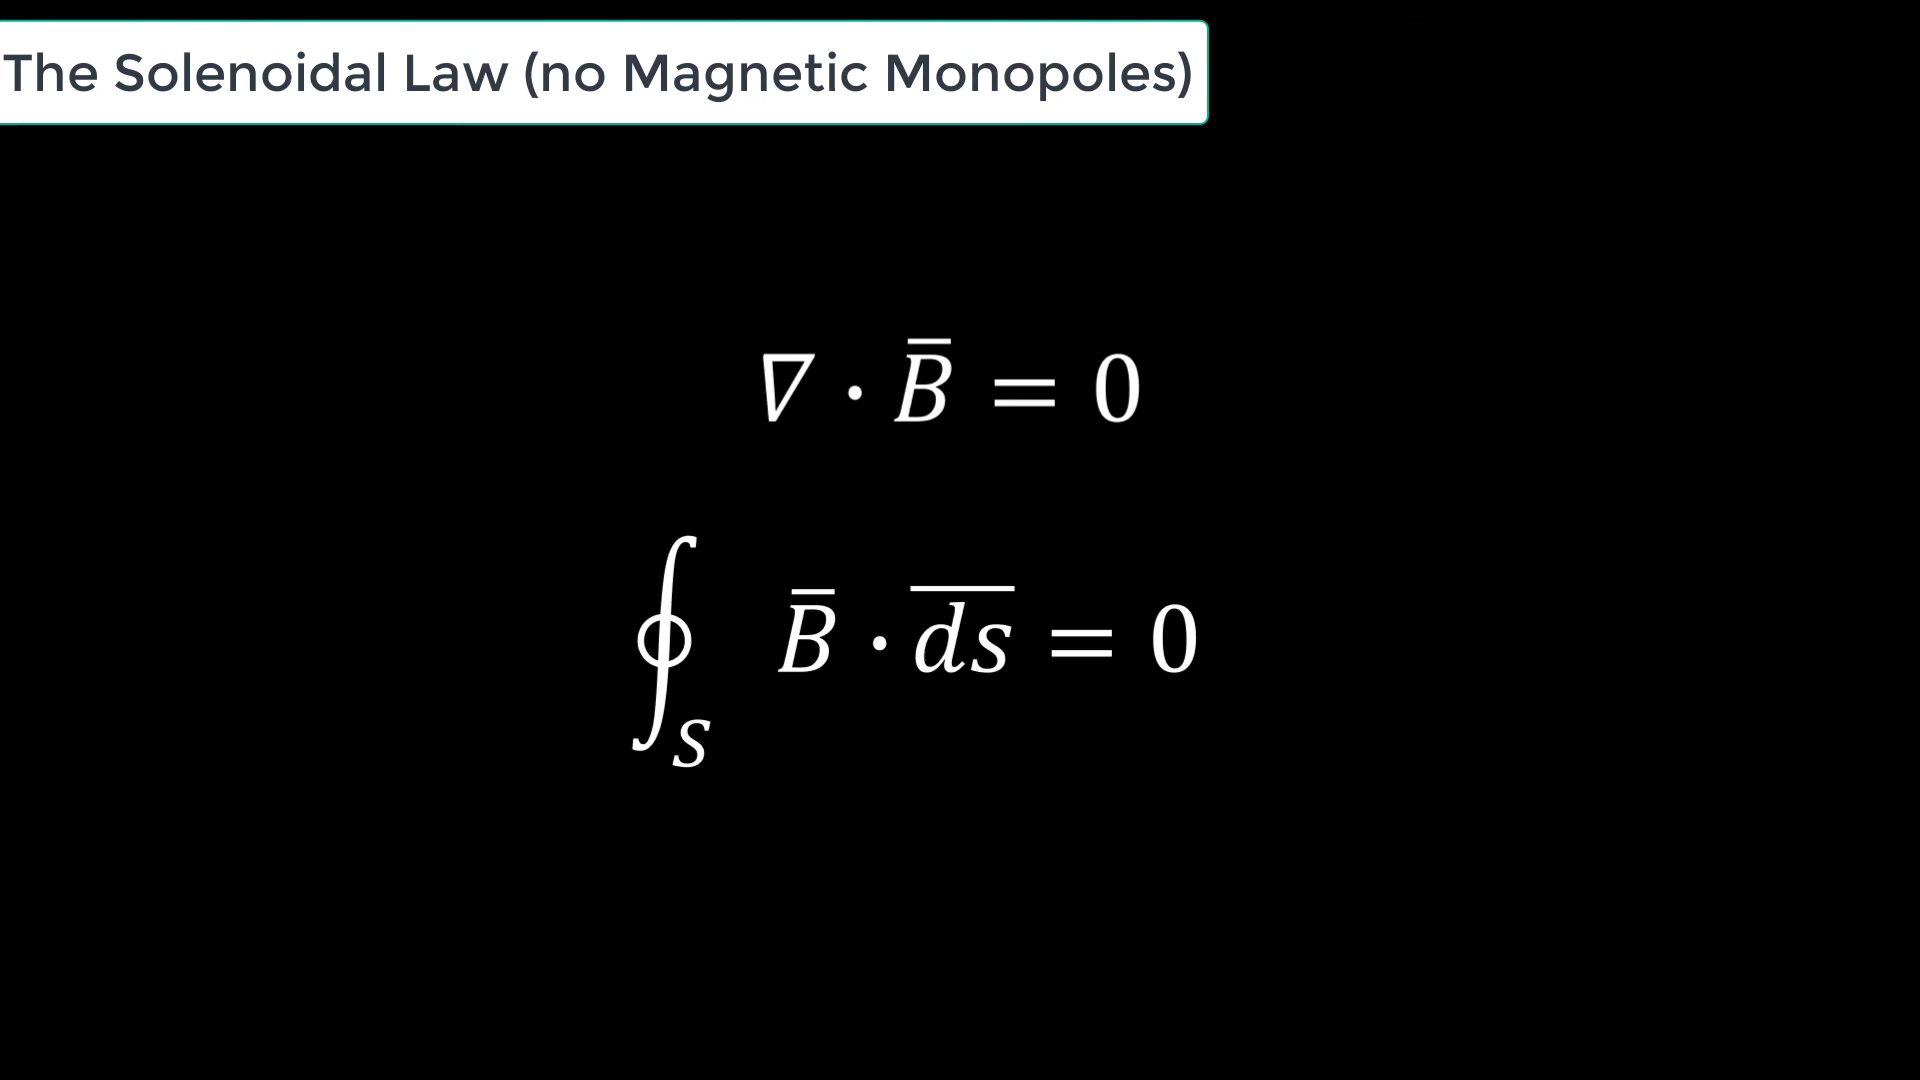 The Solenoidal Law (no Magnetic Monopoles)
∇ · B̅ = 0
∮_S B̅ · d̅s̅ = 0